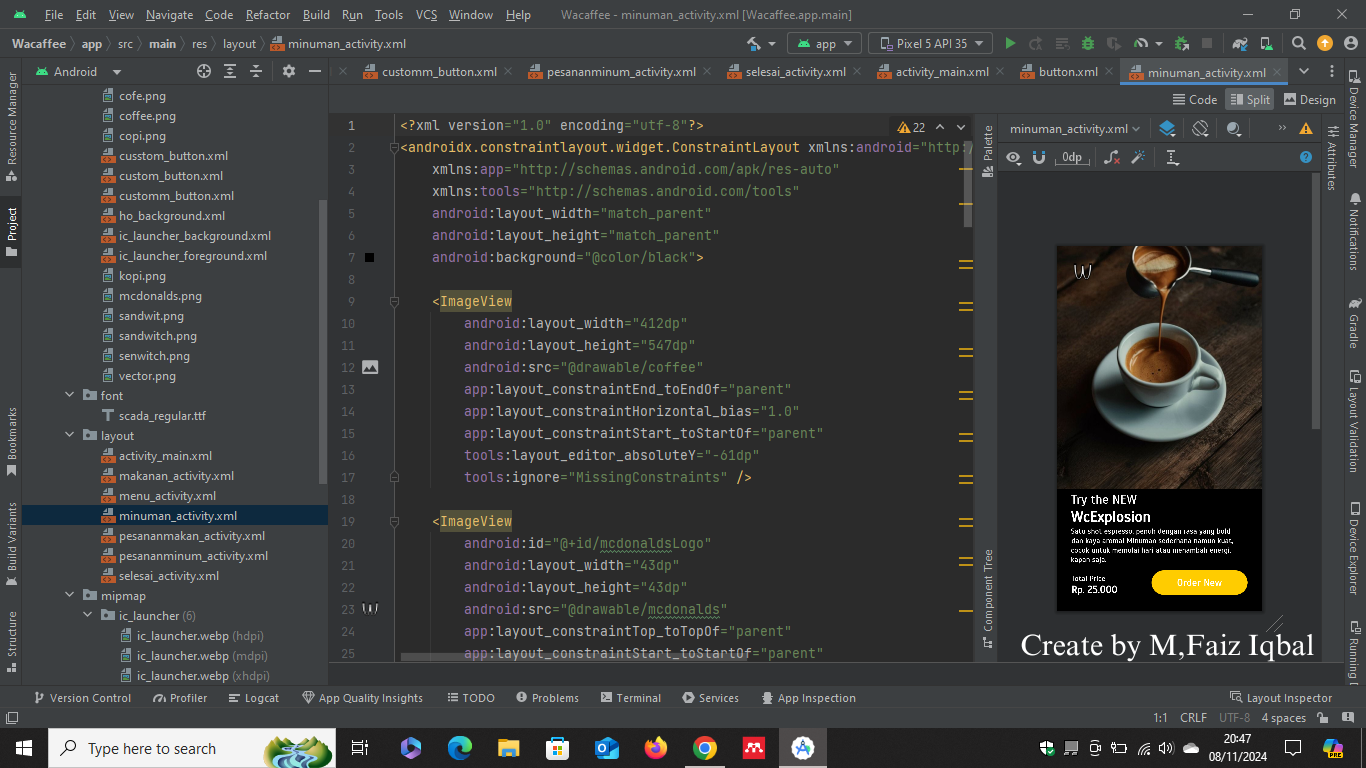 File Edit View Navigate Code Refactor Build Run Tools VCS Window Help Wacaffee - minuman_activity.xml [Wacaffee.app.main]
Wacaffee app src main res layout minuman_activity.xml app Pixel 5 API 35
Android customm_button.xml pesananminum_activity.xml selesai_activity.xml activity_main.xml button.xml minuman_activity.xml
Code Split Design
Resource Manager
Project
Bookmarks
Build Variants
Structure
cofe.png
coffee.png
copi.png
cusstom_button.xml
custom_button.xml
customm_button.xml
ho_background.xml
ic_launcher_background.xml
ic_launcher_foreground.xml
kopi.png
mcdonalds.png
sandwit.png
sandwitch.png
senwitch.png
vector.png
font
scada_regular.ttf
layout
activity_main.xml
makanan_activity.xml
menu_activity.xml
minuman_activity.xml
pesananmakan_activity.xml
pesananminum_activity.xml
selesai_activity.xml
mipmap
ic_launcher (6)
ic_launcher.webp (hdpi)
ic_launcher.webp (mdpi)
ic_launcher.webp (xhdpi)
22
1 <?xml version="1.0" encoding="utf-8"?>
2 <androidx.constraintlayout.widget.ConstraintLayout xmlns:android="http:/
3 xmlns:app="http://schemas.android.com/apk/res-auto"
4 xmlns:tools="http://schemas.android.com/tools"
5 android:layout_width="match_parent"
6 android:layout_height="match_parent"
7 android:background="@color/black">
8
9 <ImageView
10 android:layout_width="412dp"
11 android:layout_height="547dp"
12 android:src="@drawable/coffee"
13 app:layout_constraintEnd_toEndOf="parent"
14 app:layout_constraintHorizontal_bias="1.0"
15 app:layout_constraintStart_toStartOf="parent"
16 tools:layout_editor_absoluteY="-61dp"
17 tools:ignore="MissingConstraints" />
18
19 <ImageView
20 android:id="@+id/mcdonaldsLogo"
21 android:layout_width="43dp"
22 android:layout_height="43dp"
23 android:src="@drawable/mcdonalds"
24 app:layout_constraintTop_toTopOf="parent"
25 app:layout_constraintStart_toStartOf="parent"
Palette
Component Tree
minuman_activity.xml
0dp
W
Try the NEW
WcExplosion
Satu shot espresso, penuh dengan rasa yang bold
dan kaya aroma! Minuman sederhana namun kuat,
cocok untuk memulai hari atau menambah energi
kapan saja.
Total Price
Rp. 25.000
Order New
Create by M,Faiz Iqbal
Attributes
Device Manager
Notifications
Gradle
Layout Validation
Device Explorer
Running D
Version Control Profiler Logcat App Quality Insights TODO Problems Terminal Services App Inspection Layout Inspector
1:1 CRLF UTF-8 4 spaces
Type here to search
20:47
08/11/2024
PRE